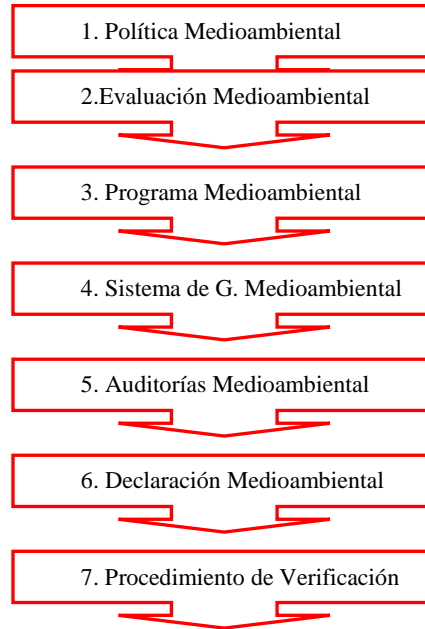 1. Política Medioambiental
2.Evaluación Medioambiental
3. Programa Medioambiental
4. Sistema de G. Medioambiental
5. Auditorías Medioambiental
6. Declaración Medioambiental
7. Procedimiento de Verificación